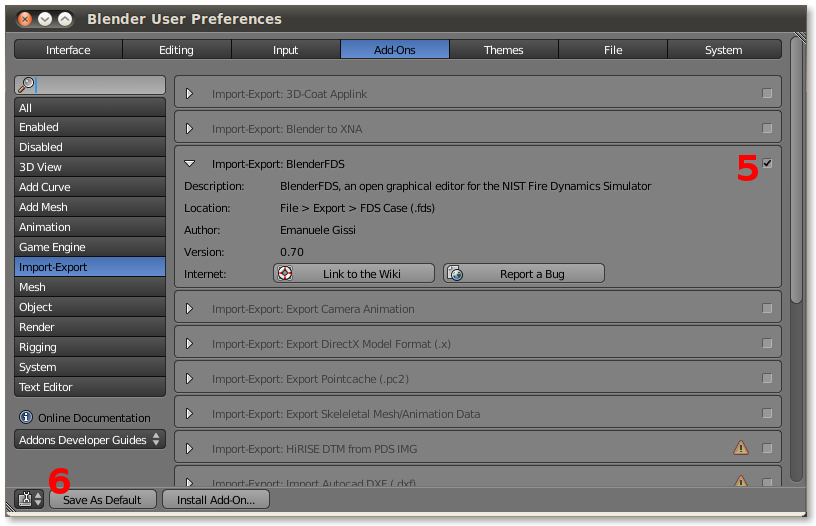 Blender User Preferences
Interface Editing Input Add-Ons Themes File System
All
Enabled
Disabled
3D View
Add Curve
Add Mesh
Animation
Game Engine
Import-Export
Mesh
Object
Render
Rigging
System
Text Editor
Online Documentation
Addons Developer Guides
Import-Export: 3D-Coat Applink
Import-Export: Blender to XNA
Import-Export: BlenderFDS
5
Description: BlenderFDS, an open graphical editor for the NIST Fire Dynamics Simulator
Location: File > Export > FDS Case (.fds)
Author: Emanuele Gissi
Version: 0.70
Internet: Link to the Wiki Report a Bug
Import-Export: Export Camera Animation
Import-Export: Export DirectX Model Format (.x)
Import-Export: Export Pointcache (.pc2)
Import-Export: Export Skeleletal Mesh/Animation Data
Import-Export: HiRISE DTM from PDS IMG
Import-Export: Import Autocad DXF (.dxf)
6
Save As Default Install Add-On...